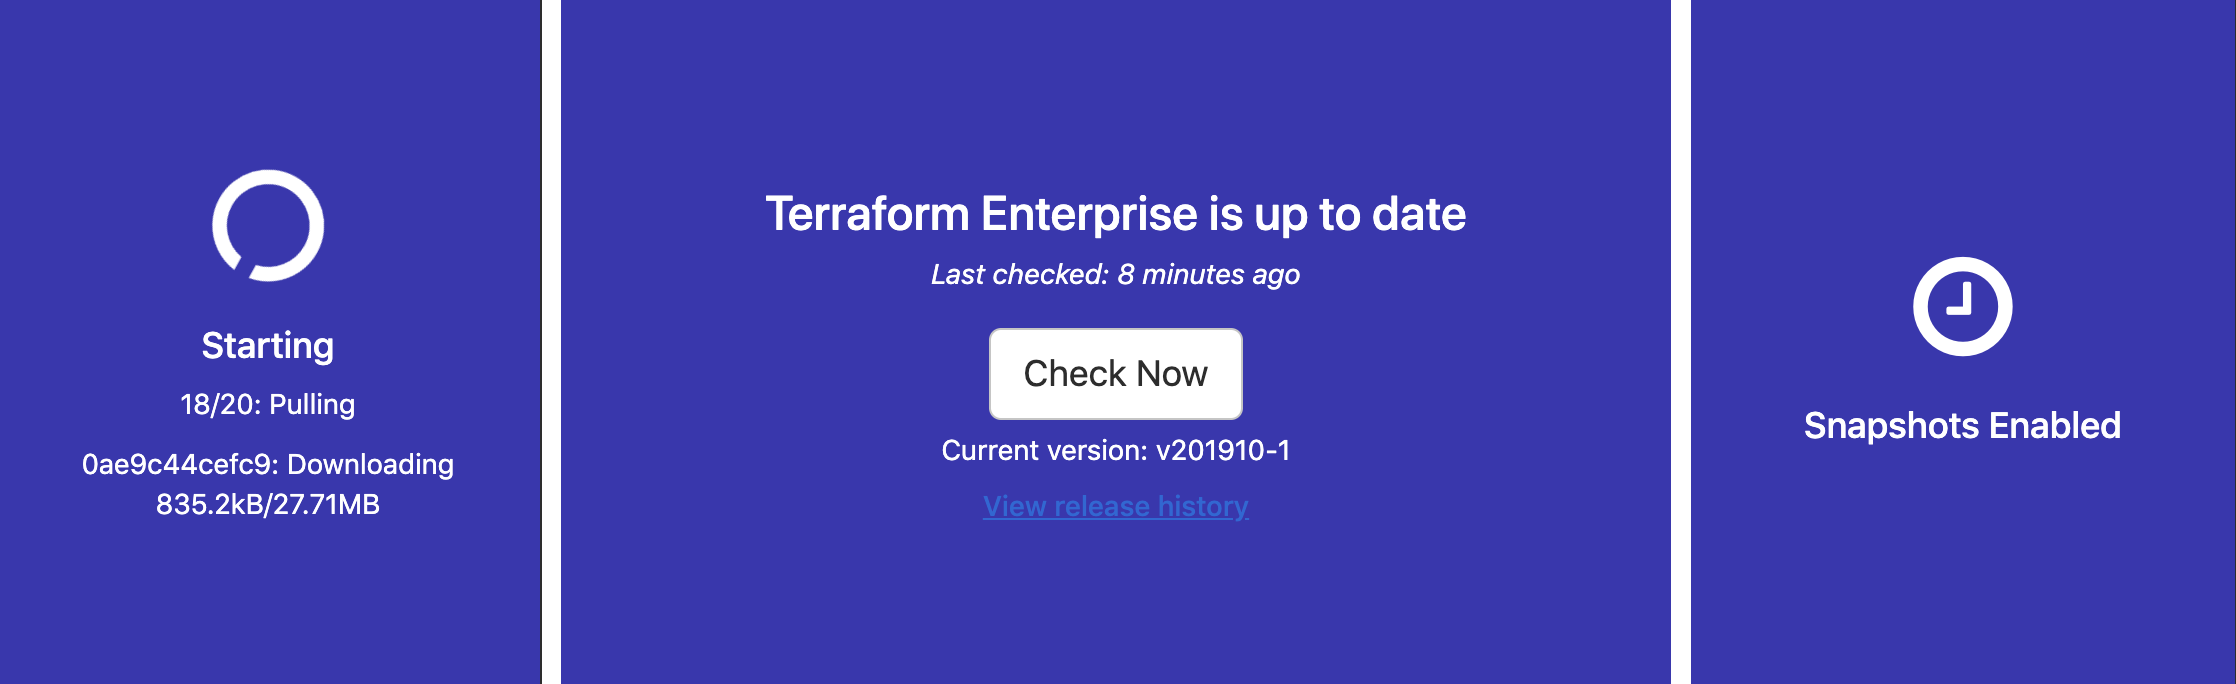 Starting
18/20: Pulling
0ae9c44cefc9: Downloading
835.2kB/27.71MB
Terraform Enterprise is up to date
Last checked: 8 minutes ago
Check Now
Current version: v201910-1
View release history
Snapshots Enabled